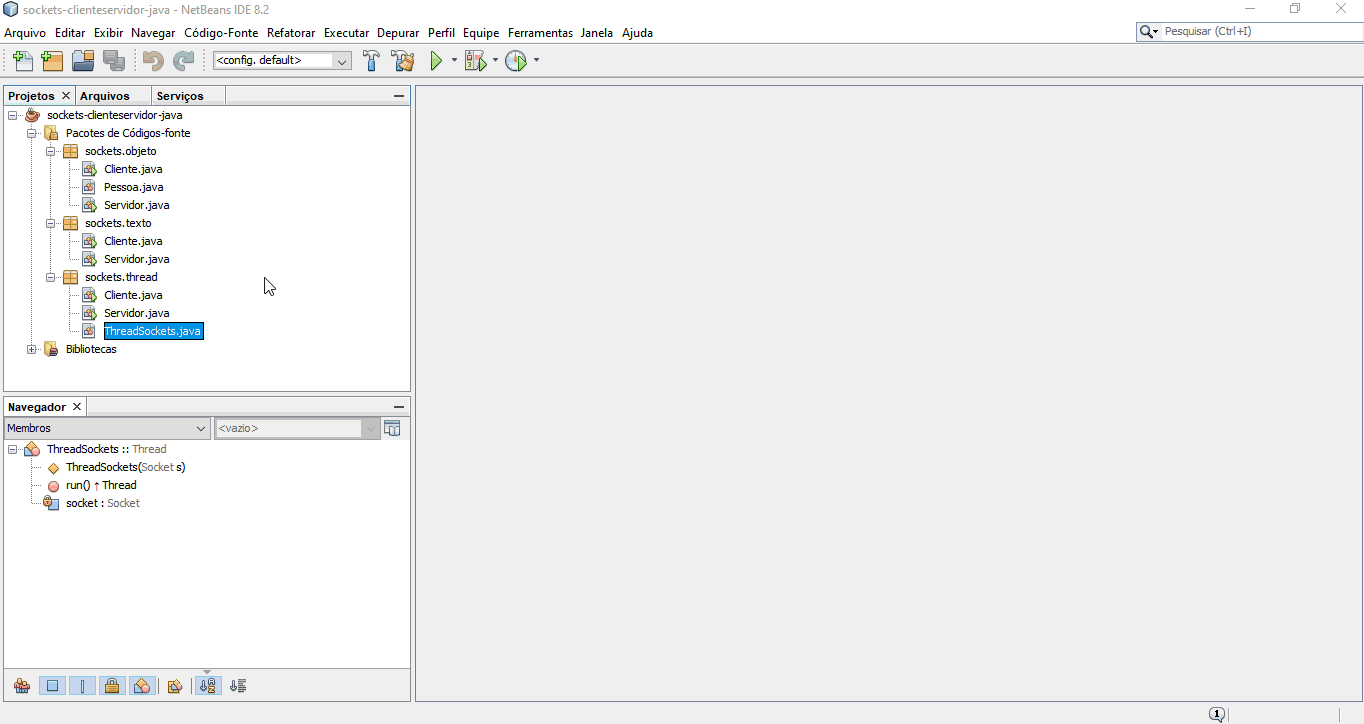 sockets-clienteservidor-java - NetBeans IDE 8.2
Arquivo Editar Exibir Navegar Código-Fonte Refatorar Executar Depurar Perfil Equipe Ferramentas Janela Ajuda
Pesquisar (Ctrl+I)
<config. default>
Projetos Arquivos Serviços
sockets-clienteservidor-java
Pacotes de Códigos-fonte
sockets.objeto
Cliente.java
Pessoa.java
Servidor.java
sockets.texto
Cliente.java
Servidor.java
sockets.thread
Cliente.java
Servidor.java
ThreadSockets.java
Bibliotecas
Navegador
Membros <vazio>
ThreadSockets :: Thread
ThreadSockets(Socket s)
run() ↑ Thread
socket : Socket
1